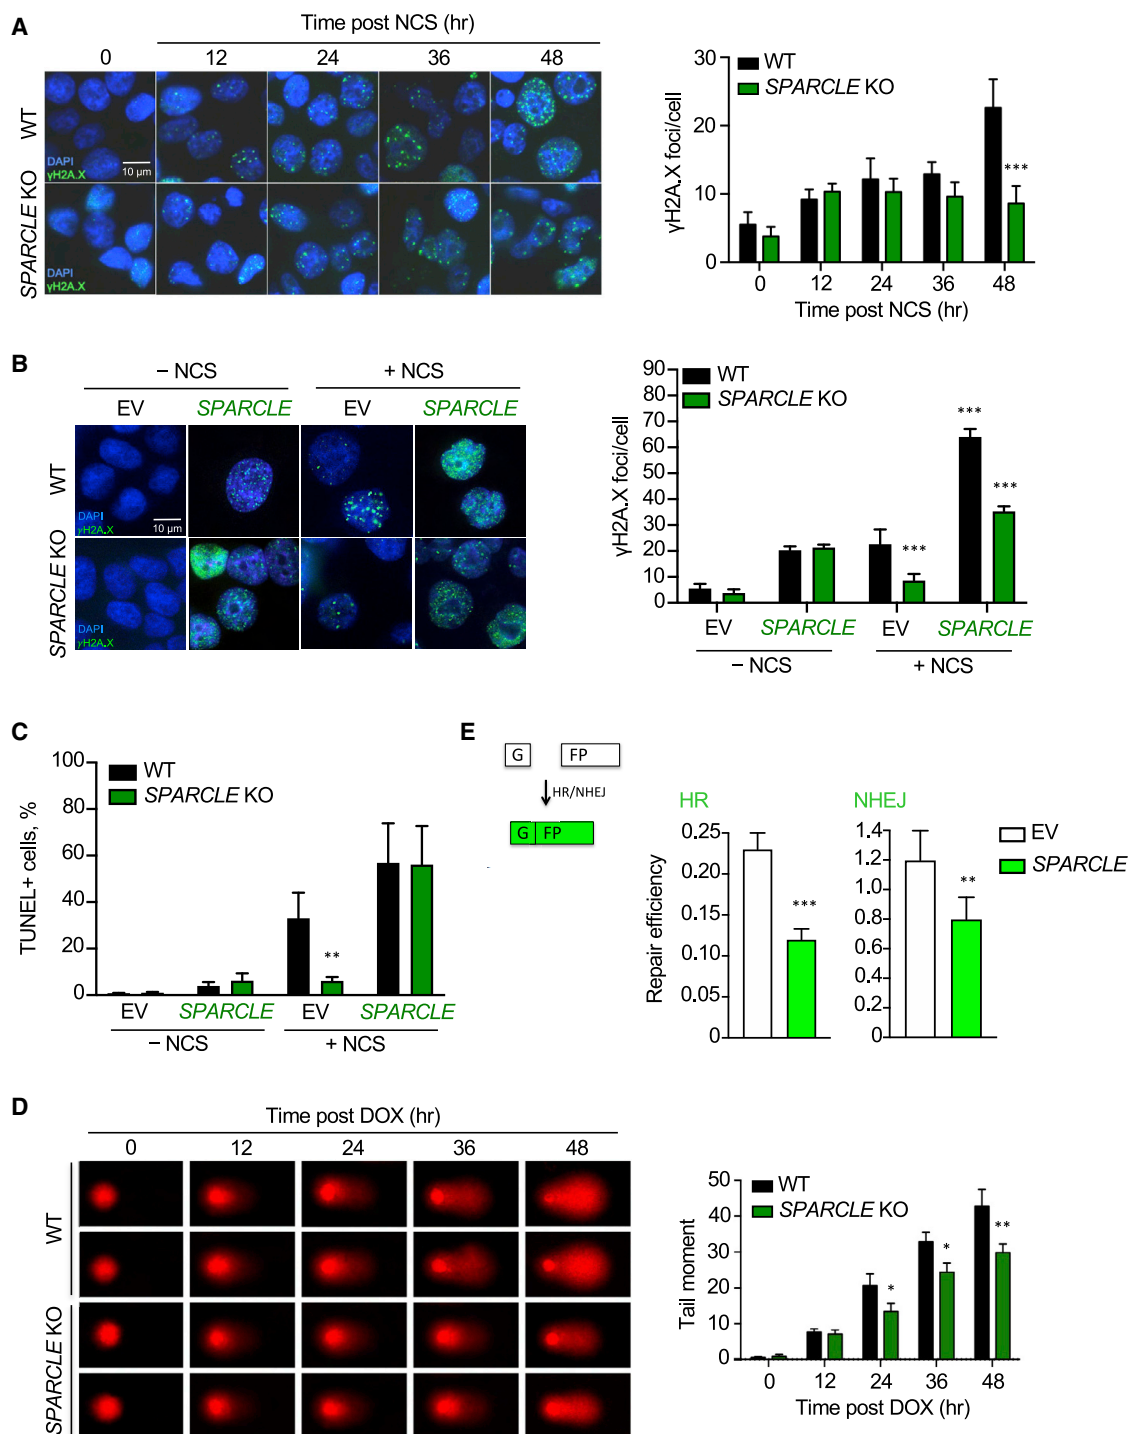 A
Time post NCS (hr)
0 12 24 36 48
WT
SPARCLE KO
DAPI
γH2A.X
10 µm
DAPI
γH2A.X
30
20
10
0
γH2A.X foci/cell
WT
SPARCLE KO
***
0 12 24 36 48
Time post NCS (hr)
B
– NCS + NCS
EV SPARCLE EV SPARCLE
WT
SPARCLE KO
DAPI
γH2A.X
10 µm
DAPI
γH2A.X
90
80
70
60
50
40
30
20
10
0
γH2A.X foci/cell
WT
SPARCLE KO
*** *** ***
EV SPARCLE EV SPARCLE
– NCS + NCS
C
100
80
60
40
20
0
TUNEL+ cells, %
WT
SPARCLE KO
**
EV SPARCLE EV SPARCLE
– NCS + NCS
E
G FP
HR/NHEJ
G FP
HR
0.25
0.20
0.15
0.10
0.05
0
Repair efficiency
***
NHEJ
1.4
1.2
1.0
0.8
0.6
0.4
0.2
0
**
EV
SPARCLE
D
Time post DOX (hr)
0 12 24 36 48
WT
SPARCLE KO
50
40
30
20
10
0
Tail moment
WT
SPARCLE KO
* * **
0 12 24 36 48
Time post DOX (hr)